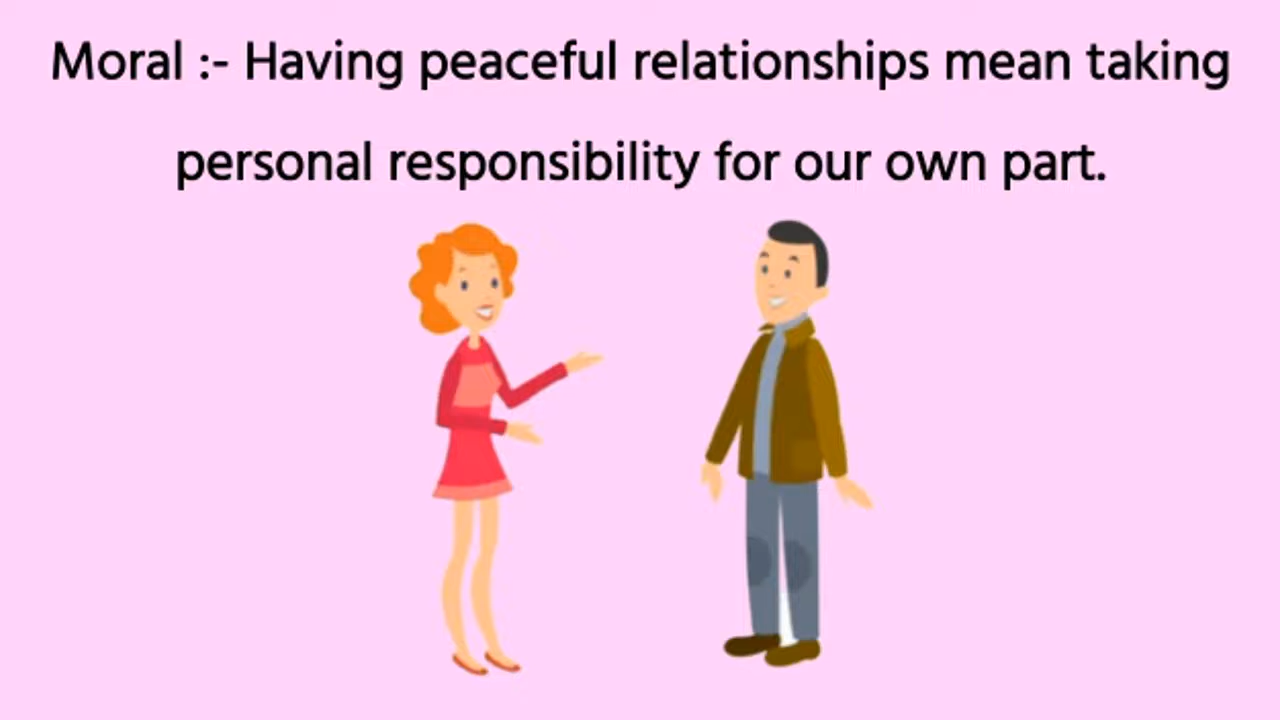 Moral :- Having peaceful relationships mean taking
personal responsibility for our own part.